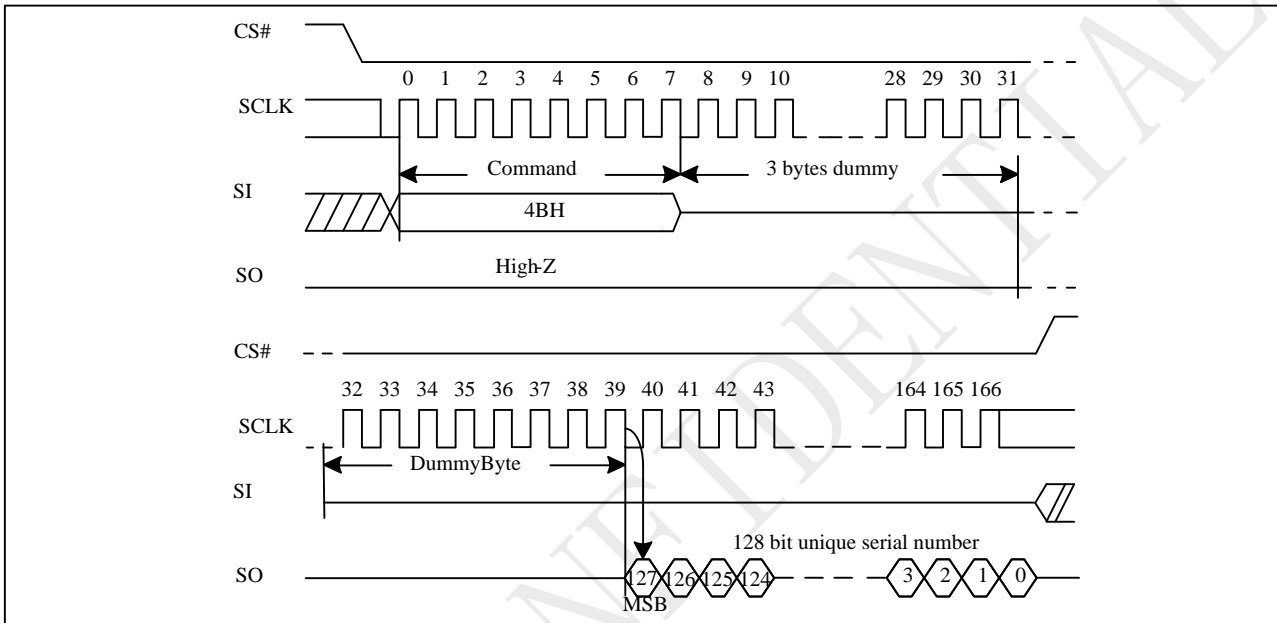 CS#
0 1 2 3 4 5 6 7 8 9 10 28 29 30 31
SCLK
Command 3 bytes dummy
SI
4BH
High-Z
SO
CS#
32 33 34 35 36 37 38 39 40 41 42 43 164 165 166
SCLK
DummyByte
SI
128 bit unique serial number
SO
127 126 125 124 3 2 1 0
MSB